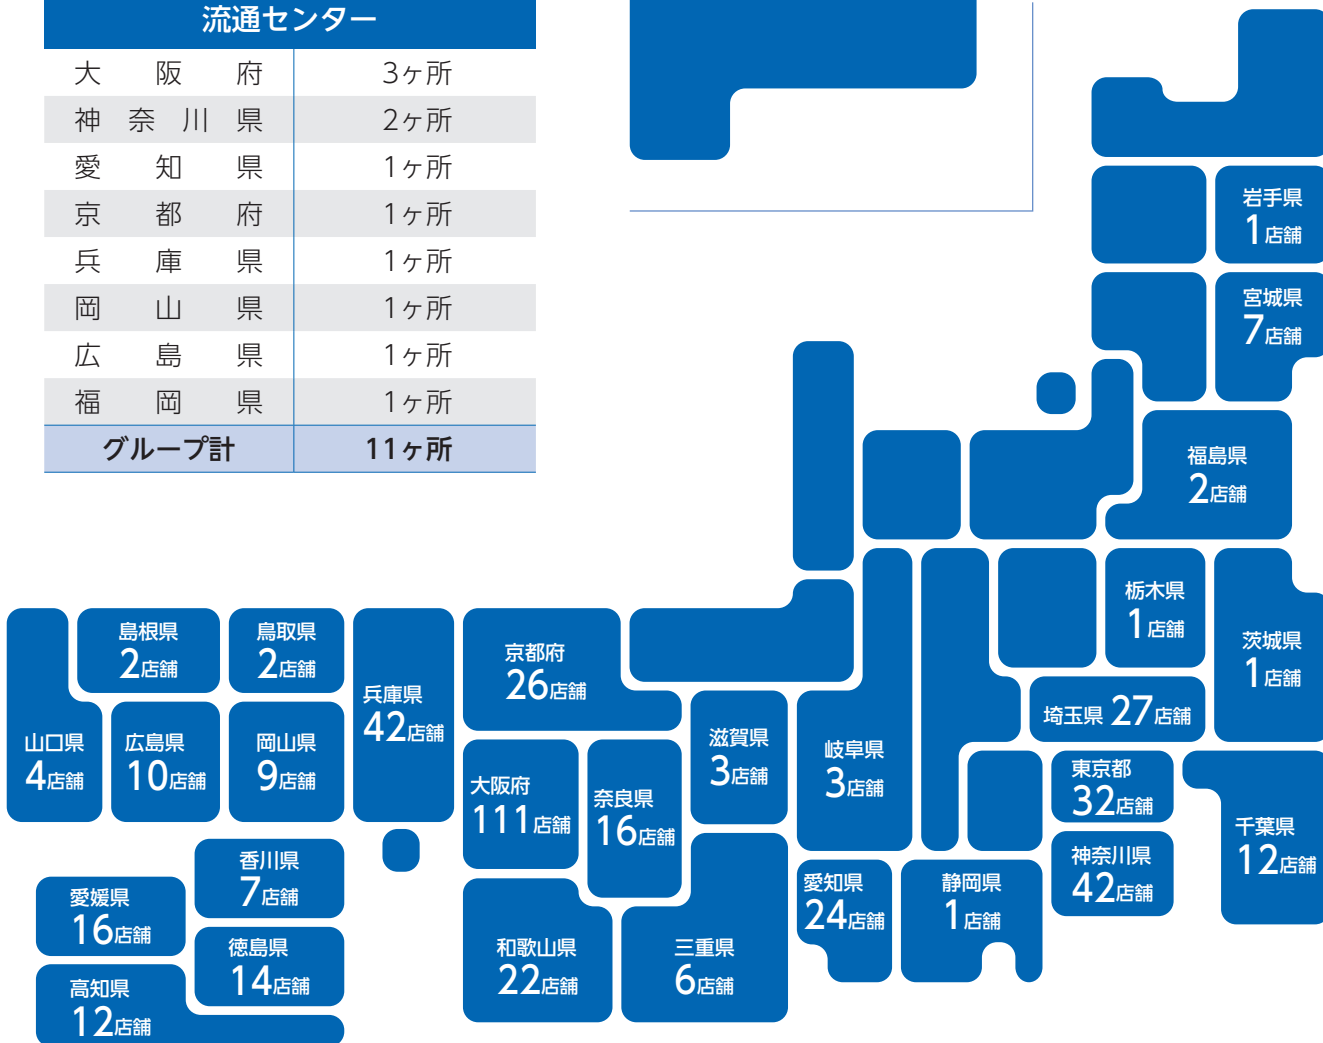 流通センター
大阪府 3ヶ所
神奈川県 2ヶ所
愛知県 1ヶ所
京都府 1ヶ所
兵庫県 1ヶ所
岡山県 1ヶ所
広島県 1ヶ所
福岡県 1ヶ所
グループ計 11ヶ所
岩手県
1店舗
宮城県
7店舗
福島県
2店舗
栃木県
1店舗
茨城県
1店舗
埼玉県 27店舗
東京都
32店舗
千葉県
12店舗
神奈川県
42店舗
静岡県
1店舗
愛知県
24店舗
岐阜県
3店舗
滋賀県
3店舗
三重県
6店舗
京都府
26店舗
大阪府
111店舗
奈良県
16店舗
和歌山県
22店舗
兵庫県
42店舗
鳥取県
2店舗
島根県
2店舗
岡山県
9店舗
広島県
10店舗
山口県
4店舗
香川県
7店舗
徳島県
14店舗
愛媛県
16店舗
高知県
12店舗